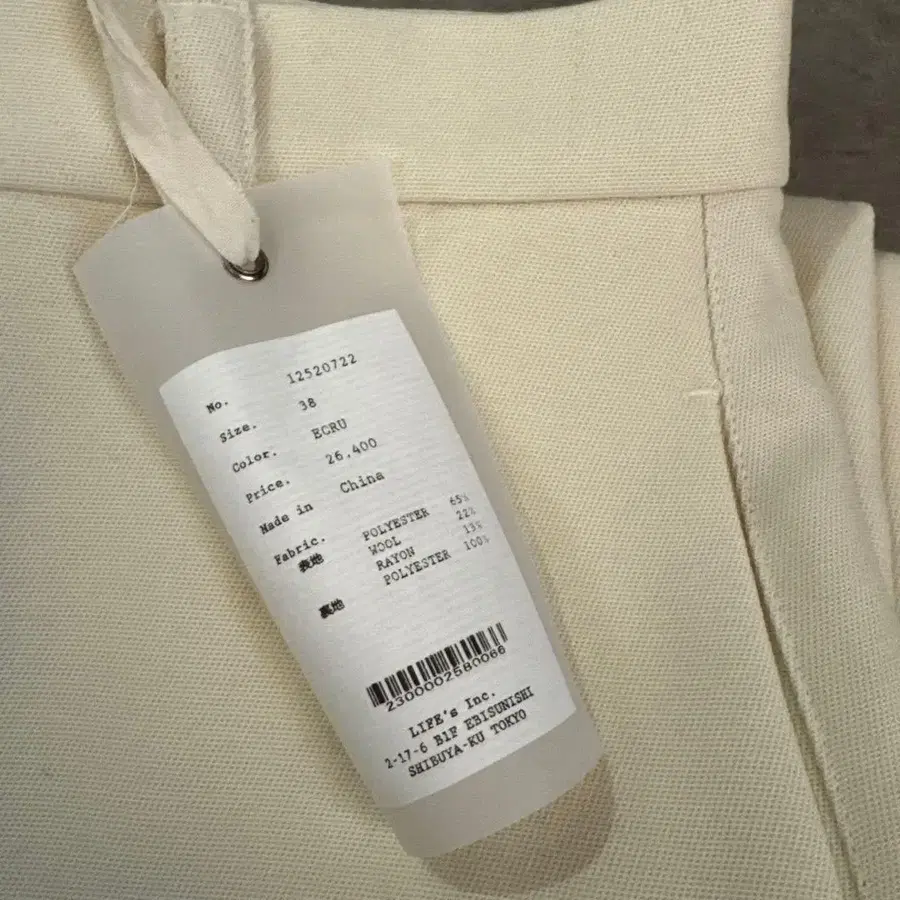 No. 12520722
Size. 38
Color. ECRU
Price. 26,400
Made in China
Fabric.
表地 POLYESTER 65%
WOOL 22%
RAYON 13%
裏地 POLYESTER 100%
2300002580066
LIFE's Inc.
2-17-6 B1F EBISUNISHI
SHIBUYA-KU TOKYO